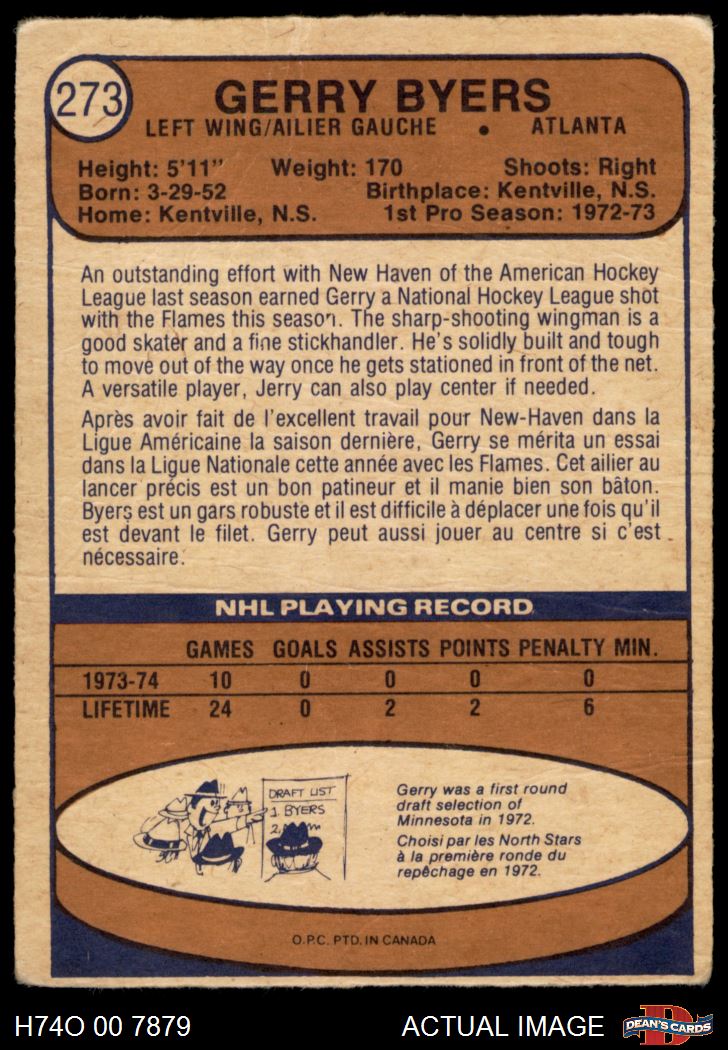 273
GERRY BYERS
LEFT WING/AILIER GAUCHE • ATLANTA
Height: 5'11" Weight: 170 Shoots: Right
Born: 3-29-52 Birthplace: Kentville, N.S.
Home: Kentville, N.S. 1st Pro Season: 1972-73
An outstanding effort with New Haven of the American Hockey
League last season earned Gerry a National Hockey League shot
with the Flames this season. The sharp-shooting wingman is a
good skater and a fine stickhandler. He's solidly built and tough
to move out of the way once he gets stationed in front of the net.
A versatile player, Jerry can also play center if needed.
Après avoir fait de l'excellent travail pour New-Haven dans la
Ligue Américaine la saison dernière, Gerry se mérita un essai
dans la Ligue Nationale cette année avec les Flames. Cet ailier au
lancer précis est un bon patineur et il manie bien son bâton.
Byers est un gars robuste et il est difficile à déplacer une fois qu'il
est devant le filet. Gerry peut aussi jouer au centre si c'est
nécessaire.
NHL PLAYING RECORD
GAMES GOALS ASSISTS POINTS PENALTY MIN.
1973-74 10 0 0 0 0
LIFETIME 24 0 2 2 6
DRAFT LIST
1. BYERS
2.
Gerry was a first round
draft selection of
Minnesota in 1972.
Choisi par les North Stars
à la première ronde du
repêchage en 1972.
O.P.C. PTD. IN CANADA
H74O 00 7879 ACTUAL IMAGE
DEAN'S CARDS